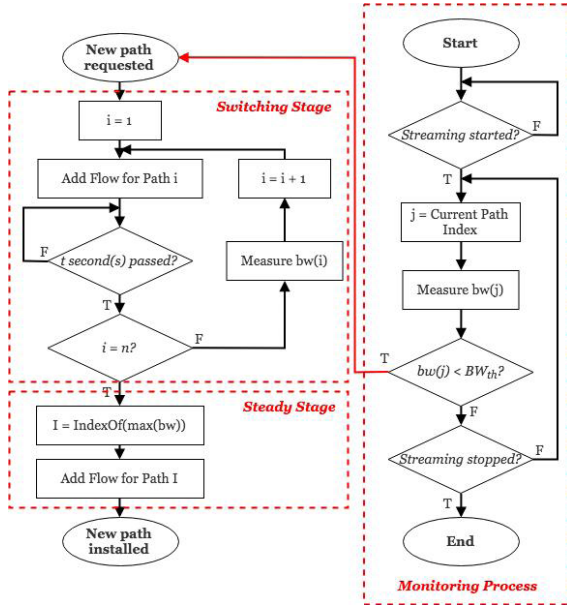 New path
requested
Switching Stage
i = 1
Add Flow for Path i
i = i + 1
F
t second(s) passed?
Measure bw(i)
T
i = n?
F
T
Steady Stage
I = IndexOf(max(bw))
Add Flow for Path I
New path
installed
Start
Streaming started?
F
T
j = Current Path
Index
Measure bw(j)
T
bw(j) < BWth?
F
Streaming stopped?
F
T
End
Monitoring Process